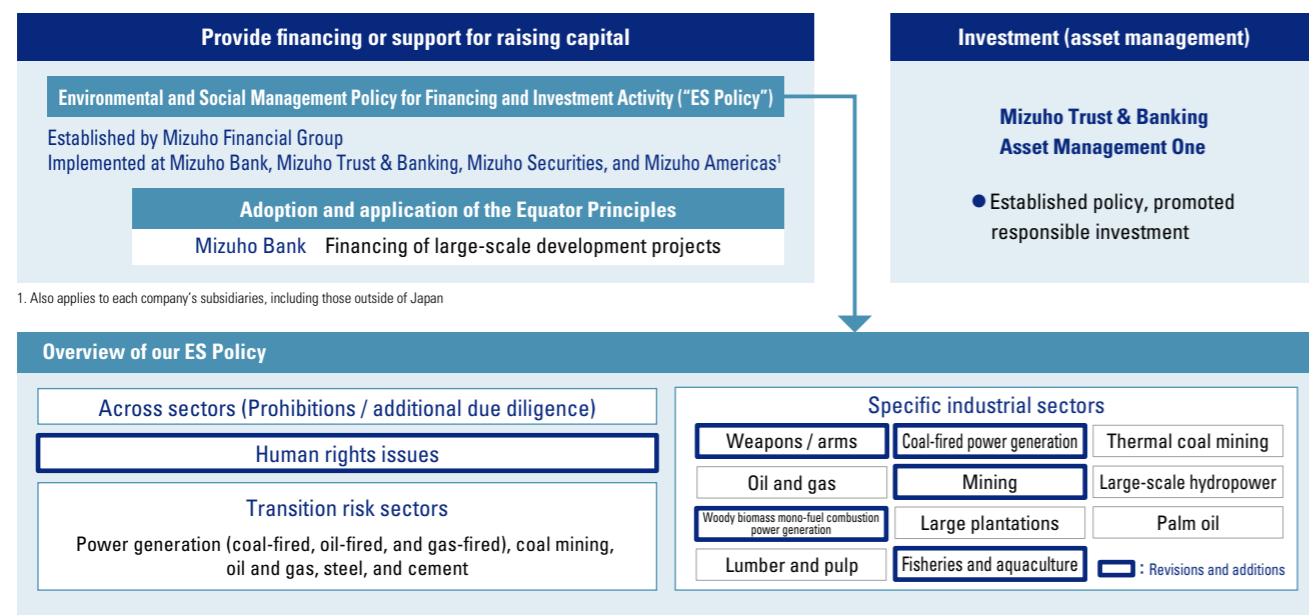 Provide financing or support for raising capital
Environmental and Social Management Policy for Financing and Investment Activity (“ES Policy”)
Established by Mizuho Financial Group
Implemented at Mizuho Bank, Mizuho Trust & Banking, Mizuho Securities, and Mizuho Americas¹
Adoption and application of the Equator Principles
Mizuho Bank Financing of large-scale development projects
1. Also applies to each company’s subsidiaries, including those outside of Japan
Investment (asset management)
Mizuho Trust & Banking
Asset Management One
● Established policy, promoted
responsible investment
Overview of our ES Policy
Across sectors (Prohibitions / additional due diligence)
Human rights issues
Transition risk sectors
Power generation (coal-fired, oil-fired, and gas-fired), coal mining,
oil and gas, steel, and cement
Specific industrial sectors
Weapons / arms
Coal-fired power generation
Thermal coal mining
Oil and gas
Mining
Large-scale hydropower
Woody biomass mono-fuel combustion
power generation
Large plantations
Palm oil
Lumber and pulp
Fisheries and aquaculture
: Revisions and additions